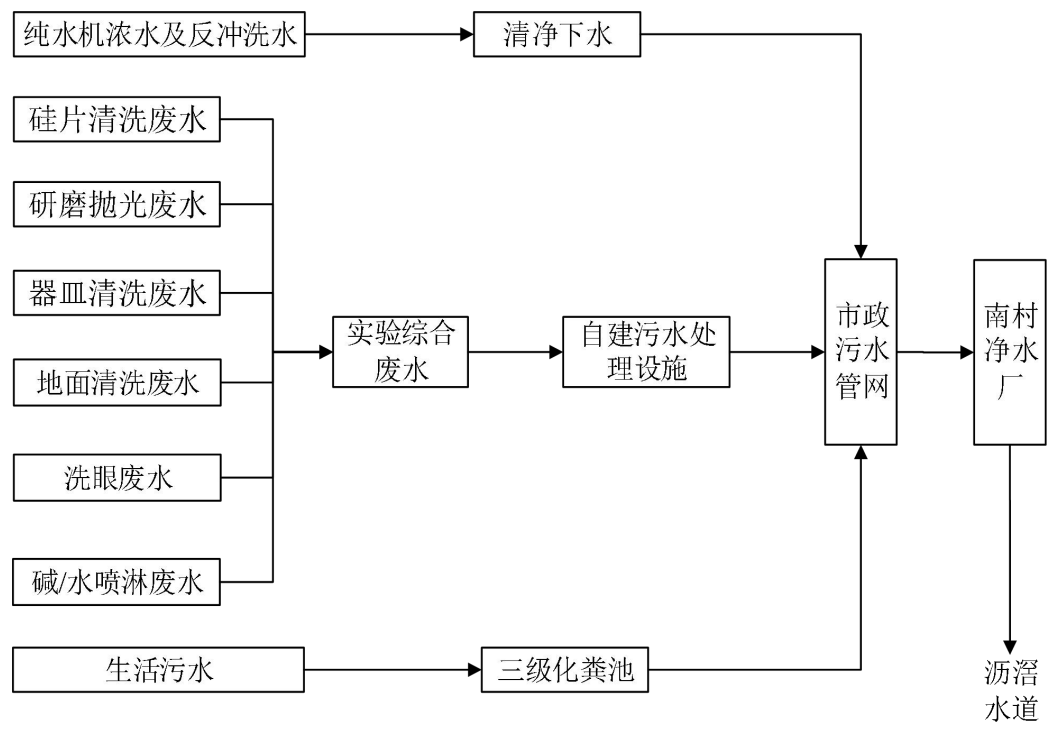 纯水机浓水及反冲洗水
清净下水
硅片清洗废水
研磨抛光废水
器皿清洗废水
地面清洗废水
洗眼废水
碱/水喷淋废水
实验综合
废水
自建污水处
理设施
市政
污水
管网
南村
净水
厂
生活污水
三级化粪池
沥滘
水道